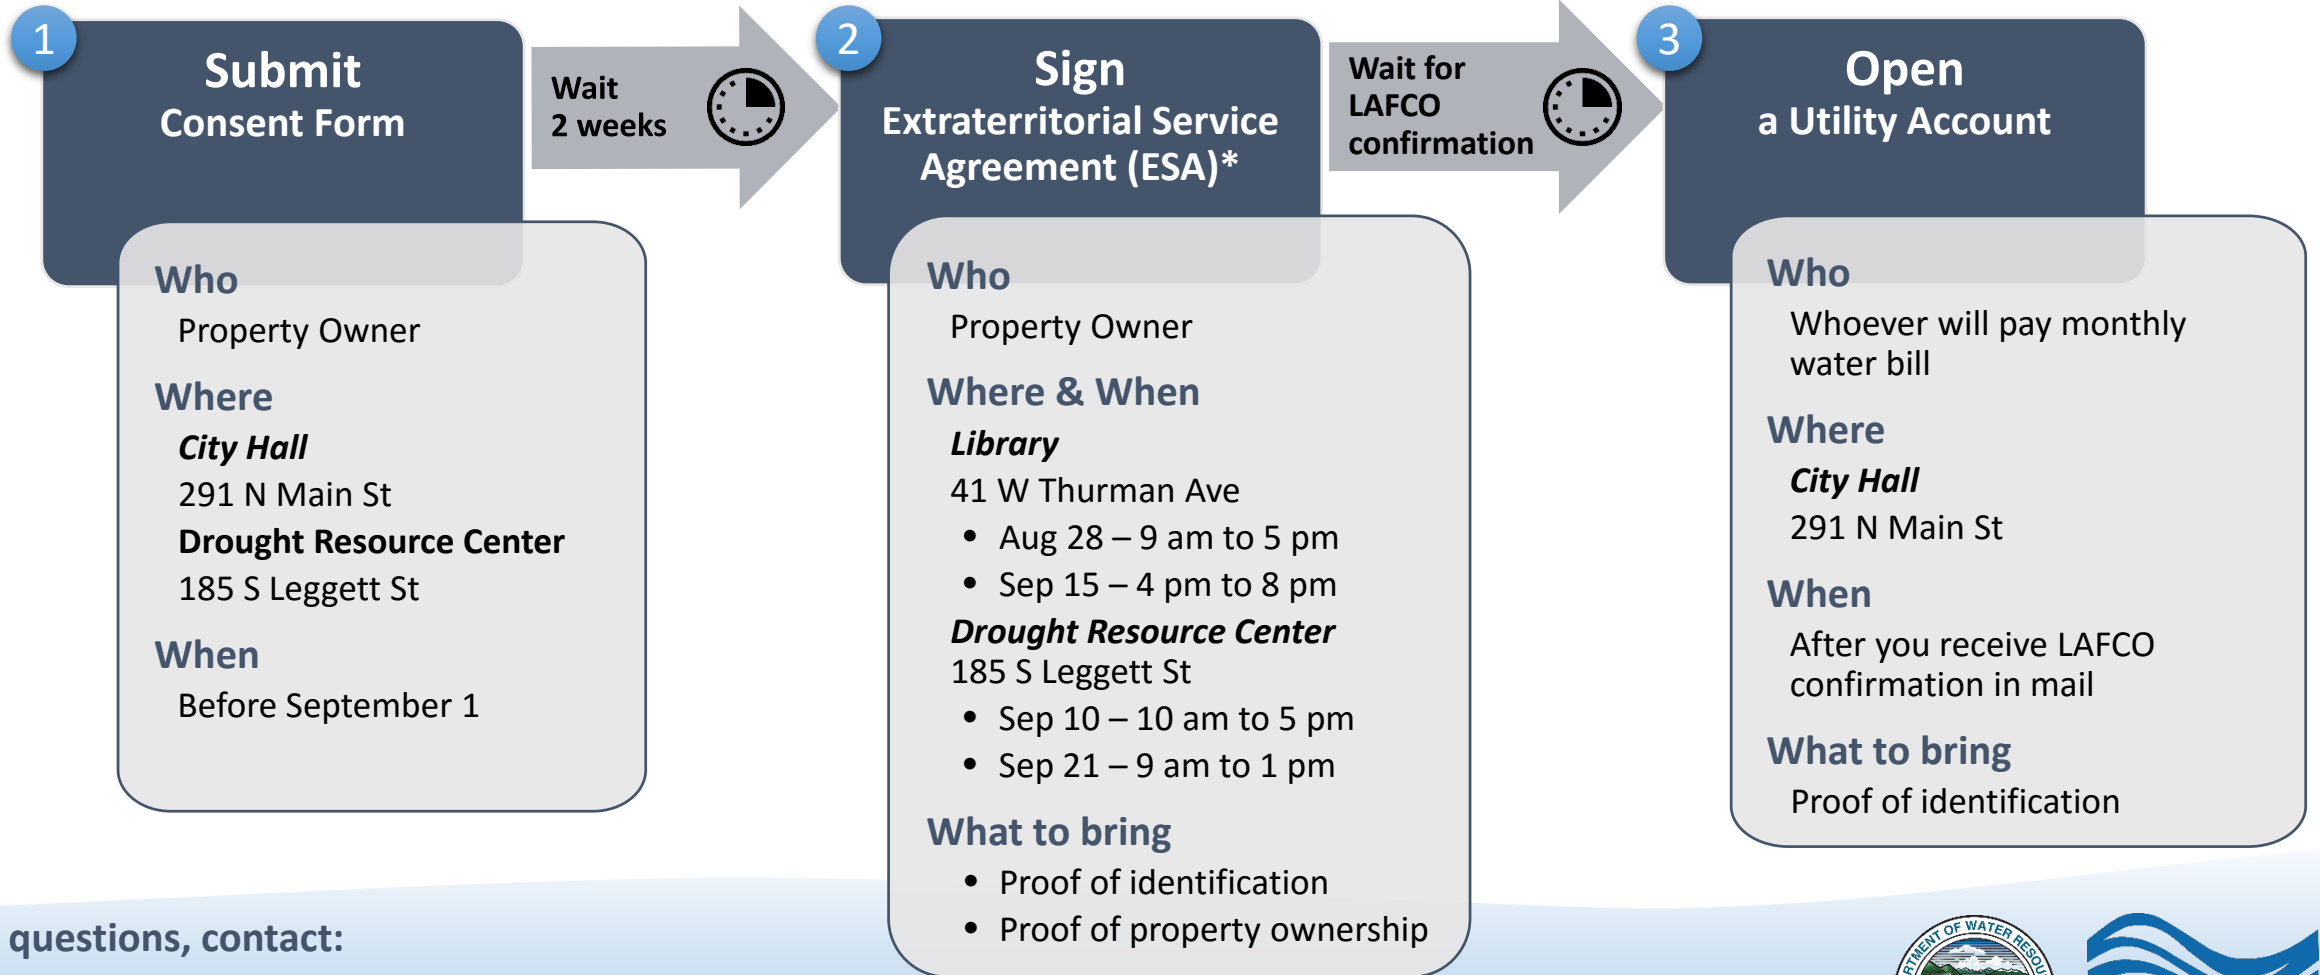 1
Submit
Consent Form
Wait
2 weeks
2
Sign
Extraterritorial Service
Agreement (ESA)*
Wait for
LAFCO
confirmation
3
Open
a Utility Account
Who
Property Owner
Where
City Hall
291 N Main St
Drought Resource Center
185 S Leggett St
When
Before September 1
Who
Property Owner
Where & When
Library
41 W Thurman Ave
• Aug 28 – 9 am to 5 pm
• Sep 15 – 4 pm to 8 pm
Drought Resource Center
185 S Leggett St
• Sep 10 – 10 am to 5 pm
• Sep 21 – 9 am to 1 pm
What to bring
• Proof of identification
• Proof of property ownership
Who
Whoever will pay monthly
water bill
Where
City Hall
291 N Main St
When
After you receive LAFCO
confirmation in mail
What to bring
Proof of identification
questions, contact:
OF WATER